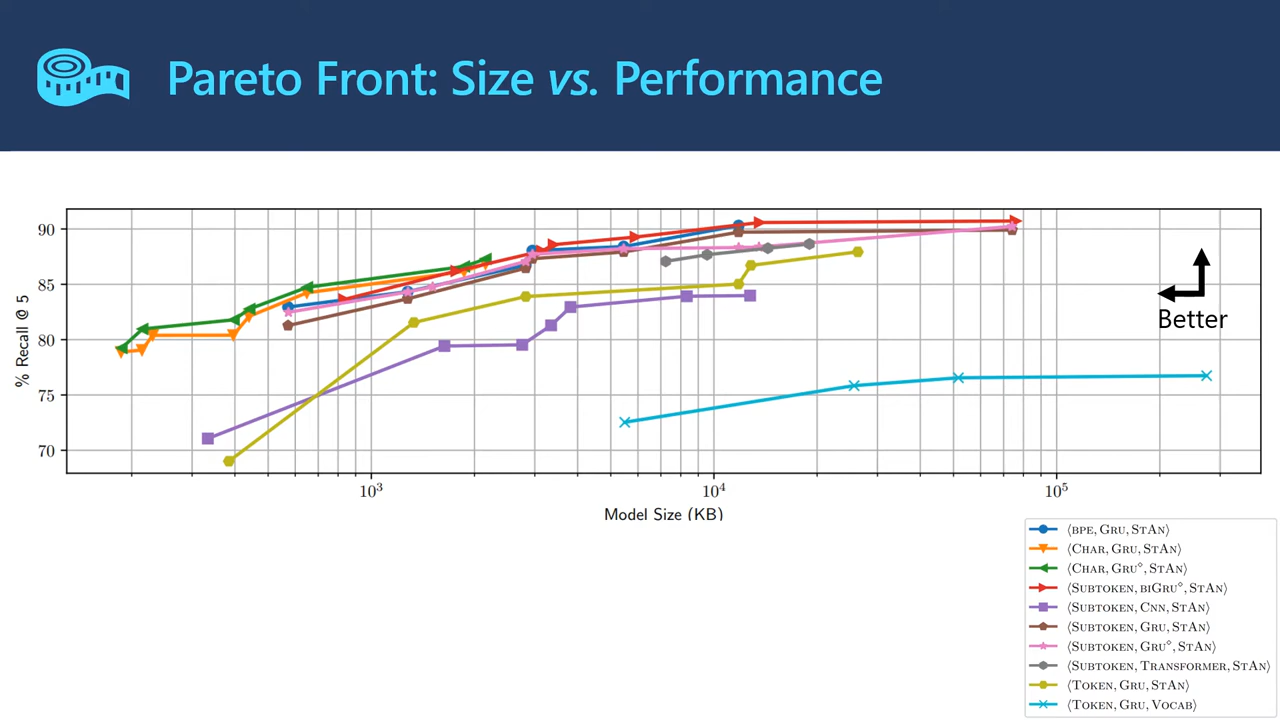 Pareto Front: Size vs. Performance
90
85
80
75
70
% Recall @ 5
10³
10⁴
10⁵
Model Size (KB)
Better
⟨BPE, GRU, STAN⟩
⟨CHAR, GRU, STAN⟩
⟨CHAR, GRU⋄, STAN⟩
⟨SUBTOKEN, BIGRU⋄, STAN⟩
⟨SUBTOKEN, CNN, STAN⟩
⟨SUBTOKEN, GRU, STAN⟩
⟨SUBTOKEN, GRU⋄, STAN⟩
⟨SUBTOKEN, TRANSFORMER, STAN⟩
⟨TOKEN, GRU, STAN⟩
⟨TOKEN, GRU, VOCAB⟩